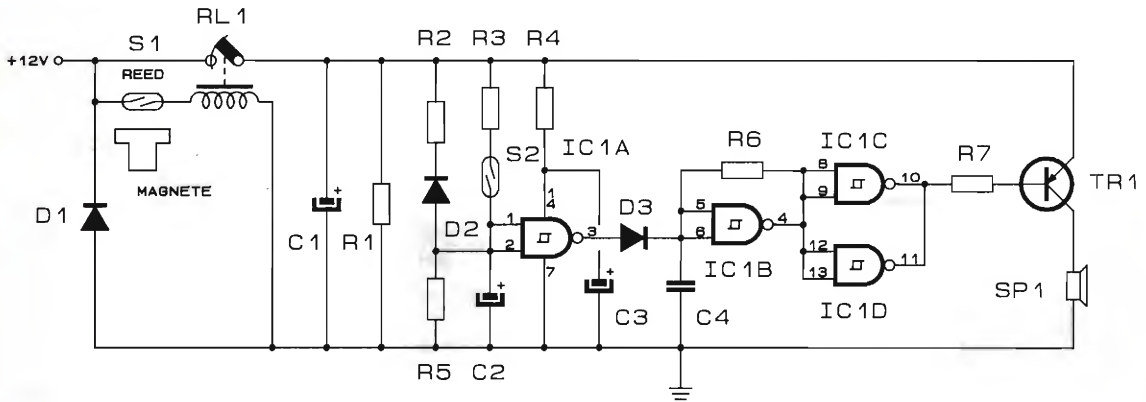 RL1
S1
R2 R3 R4
+12V
REED
S2
IC1A
R6
IC1C
R7
TR1
MAGNETE
D1
C1
R1
D2
D3
1
4
1
2
3
7
5
6
4
8
9
10
12
13
11
IC1B
IC1D
SP1
C3
C4
R5 C2